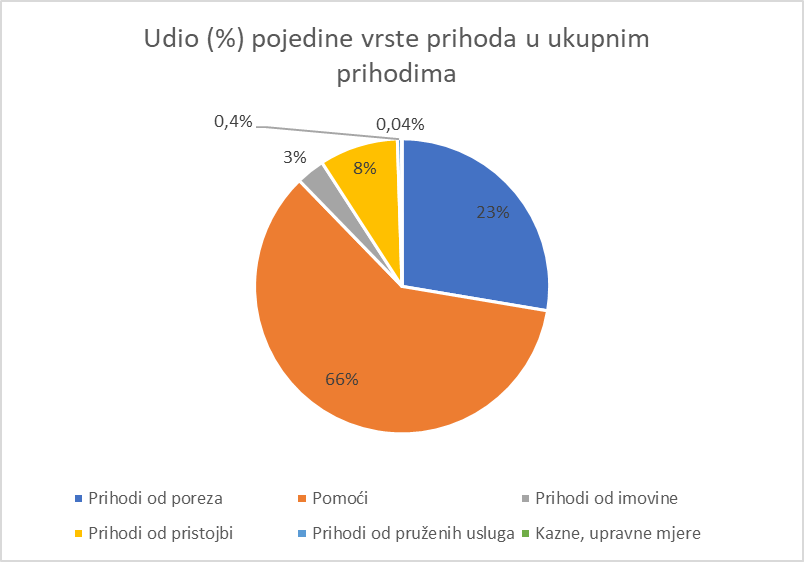 Udio (%) pojedine vrste prihoda u ukupnim
prihodima
0,4%
0,04%
3%
8%
23%
66%
Prihodi od poreza
Pomoći
Prihodi od imovine
Prihodi od pristojbi
Prihodi od pruženih usluga
Kazne, upravne mjere